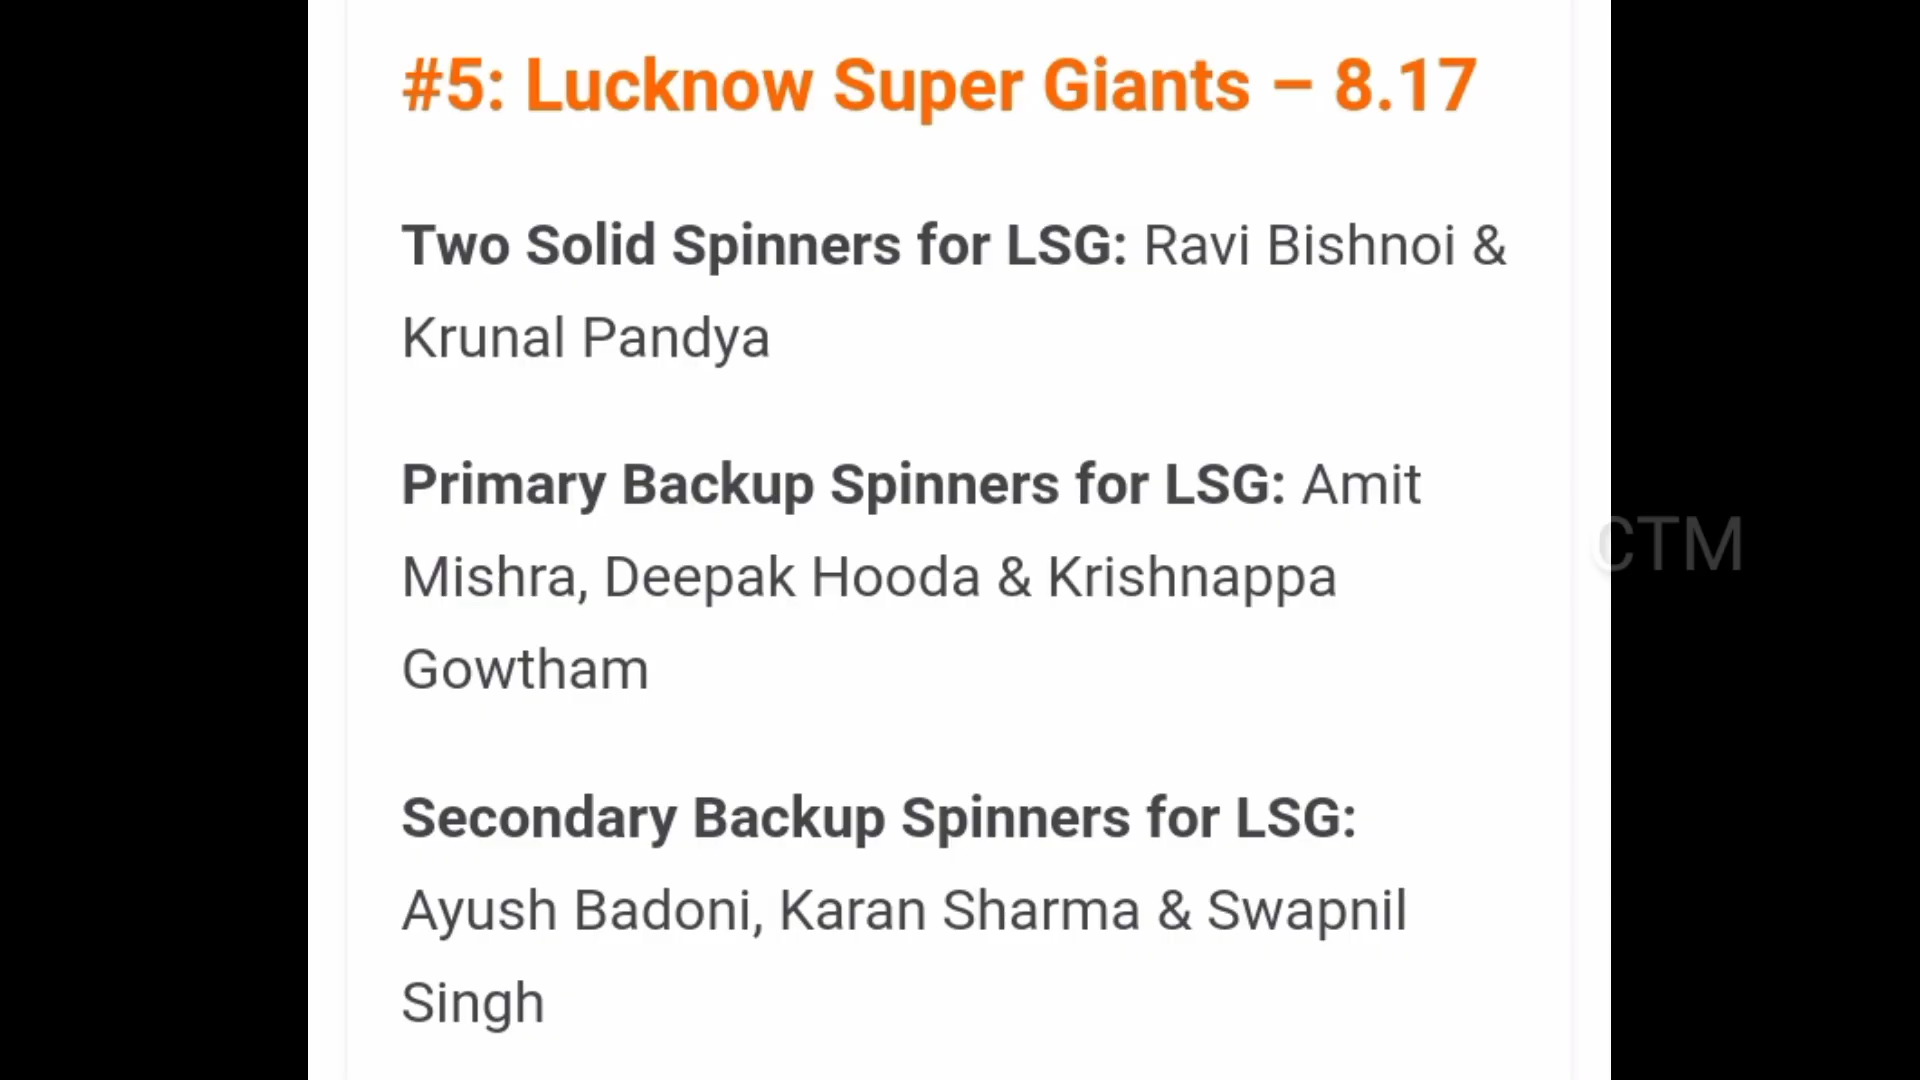 #5: Lucknow Super Giants – 8.17
Two Solid Spinners for LSG: Ravi Bishnoi &
Krunal Pandya
Primary Backup Spinners for LSG: Amit
Mishra, Deepak Hooda & Krishnappa
Gowtham
CTM
Secondary Backup Spinners for LSG:
Ayush Badoni, Karan Sharma & Swapnil
Singh